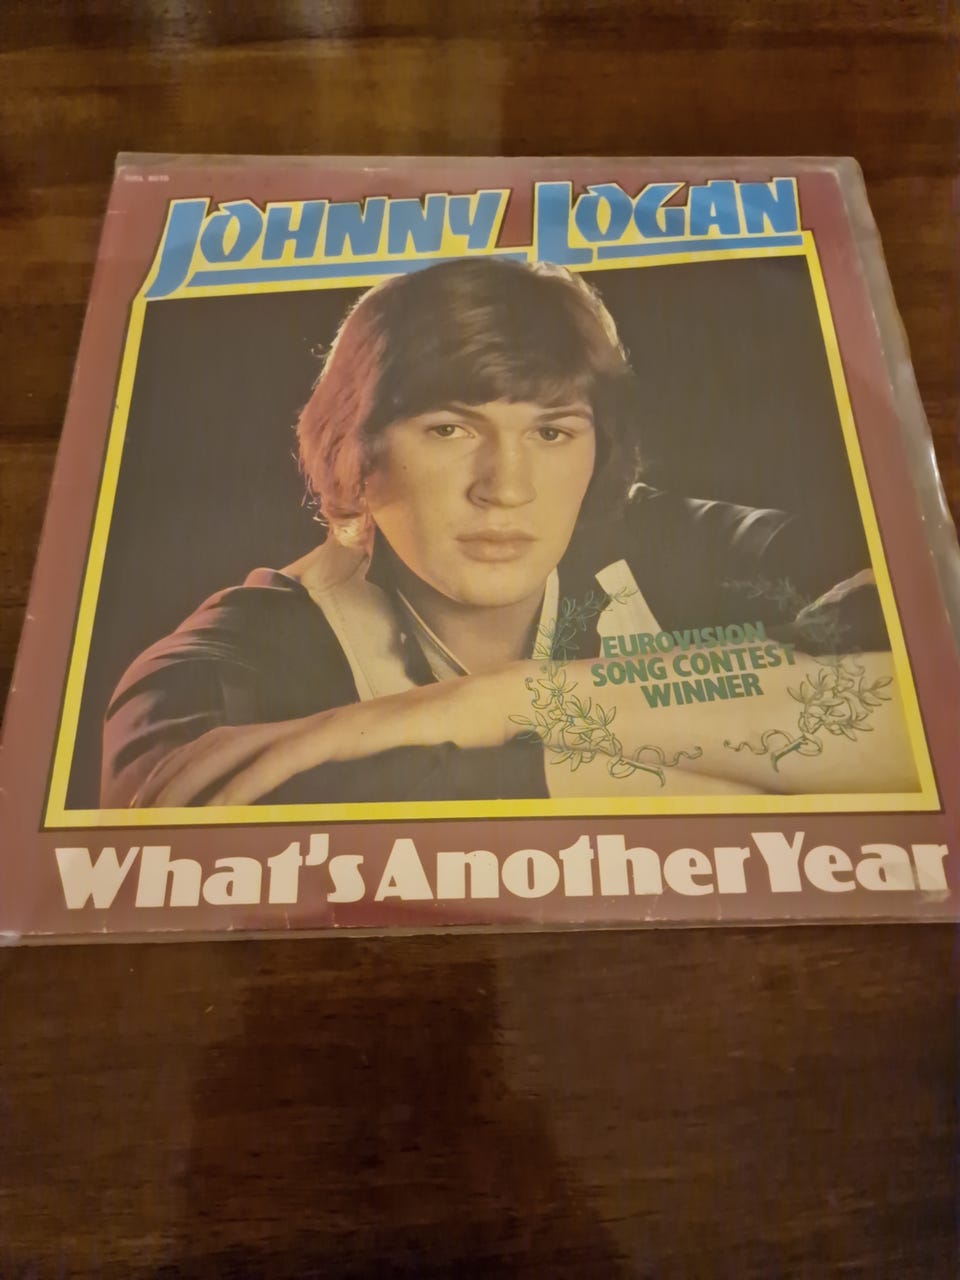 JOHNNY LOGAN
EUROVISION
SONG CONTEST
WINNER
What's Another Year